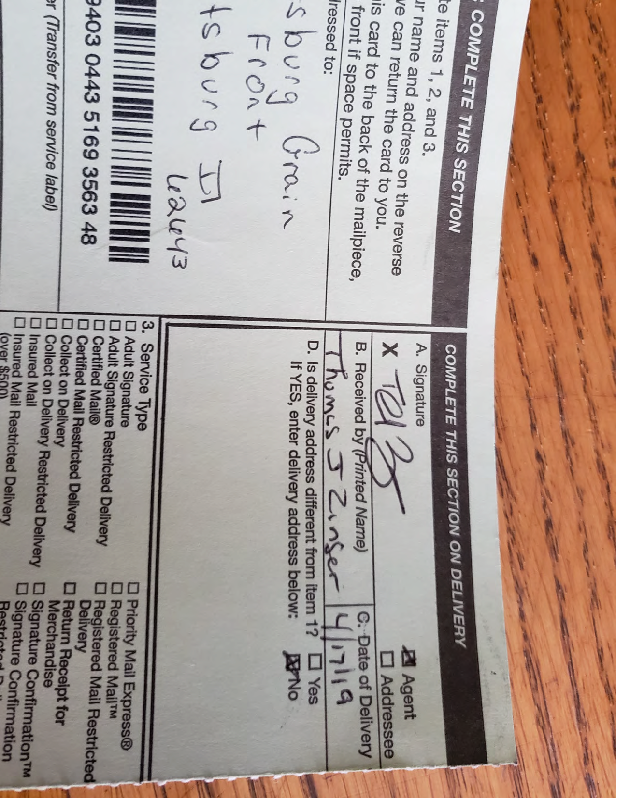 : COMPLETE THIS SECTION
te items 1, 2, and 3.
ur name and address on the reverse
ve can return the card to you.
is card to the back of the mailpiece,
front if space permits.
ressed to:
sburg Grain
Front
tsburg Il
62643
9403 0443 5169 3563 48
er (Transfer from service label)
COMPLETE THIS SECTION ON DELIVERY
A. Signature
X
☒ Agent
☐ Addressee
B. Received by (Printed Name)
C. Date of Delivery
Thomas J Zinser
4/17/19
D. Is delivery address different from item 1? ☐ Yes
If YES, enter delivery address below: ☒ No
3. Service Type
☐ Adult Signature
☐ Adult Signature Restricted Delivery
☐ Certified Mail®
☐ Certified Mail Restricted Delivery
☐ Collect on Delivery
☐ Collect on Delivery Restricted Delivery
☐ Insured Mail
☐ Insured Mail Restricted Delivery
(over $500)
☐ Priority Mail Express®
☐ Registered Mail™
☐ Registered Mail Restricted
Delivery
☐ Return Receipt for
Merchandise
☐ Signature Confirmation™
☐ Signature Confirmation
Restricted